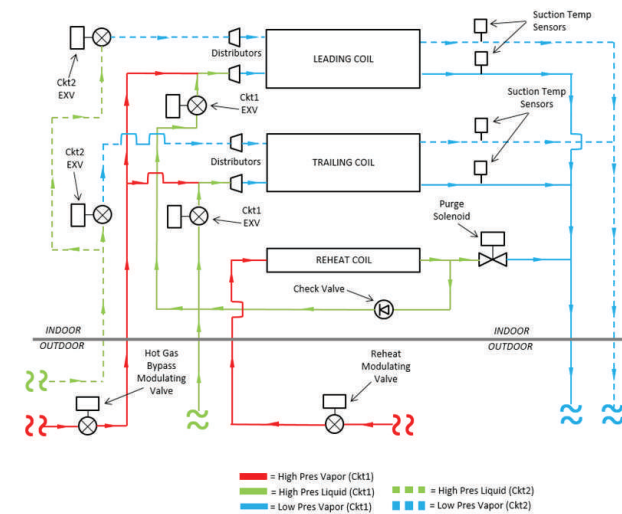 Suction Temp
Sensors
Distributors
LEADING COIL
Ckt2
EXV
Ckt1
EXV
Suction Temp
Sensors
Ckt2
EXV
Distributors
TRAILING COIL
Ckt1
EXV
Purge
Solenoid
REHEAT COIL
Check Valve
INDOOR
OUTDOOR
INDOOR
OUTDOOR
Hot Gas
Bypass
Modulating
Valve
Reheat
Modulating
Valve
= High Pres Vapor (Ckt1)
= High Pres Liquid (Ckt1)
= High Pres Liquid (Ckt2)
= Low Pres Vapor (Ckt1)
= Low Pres Vapor (Ckt2)